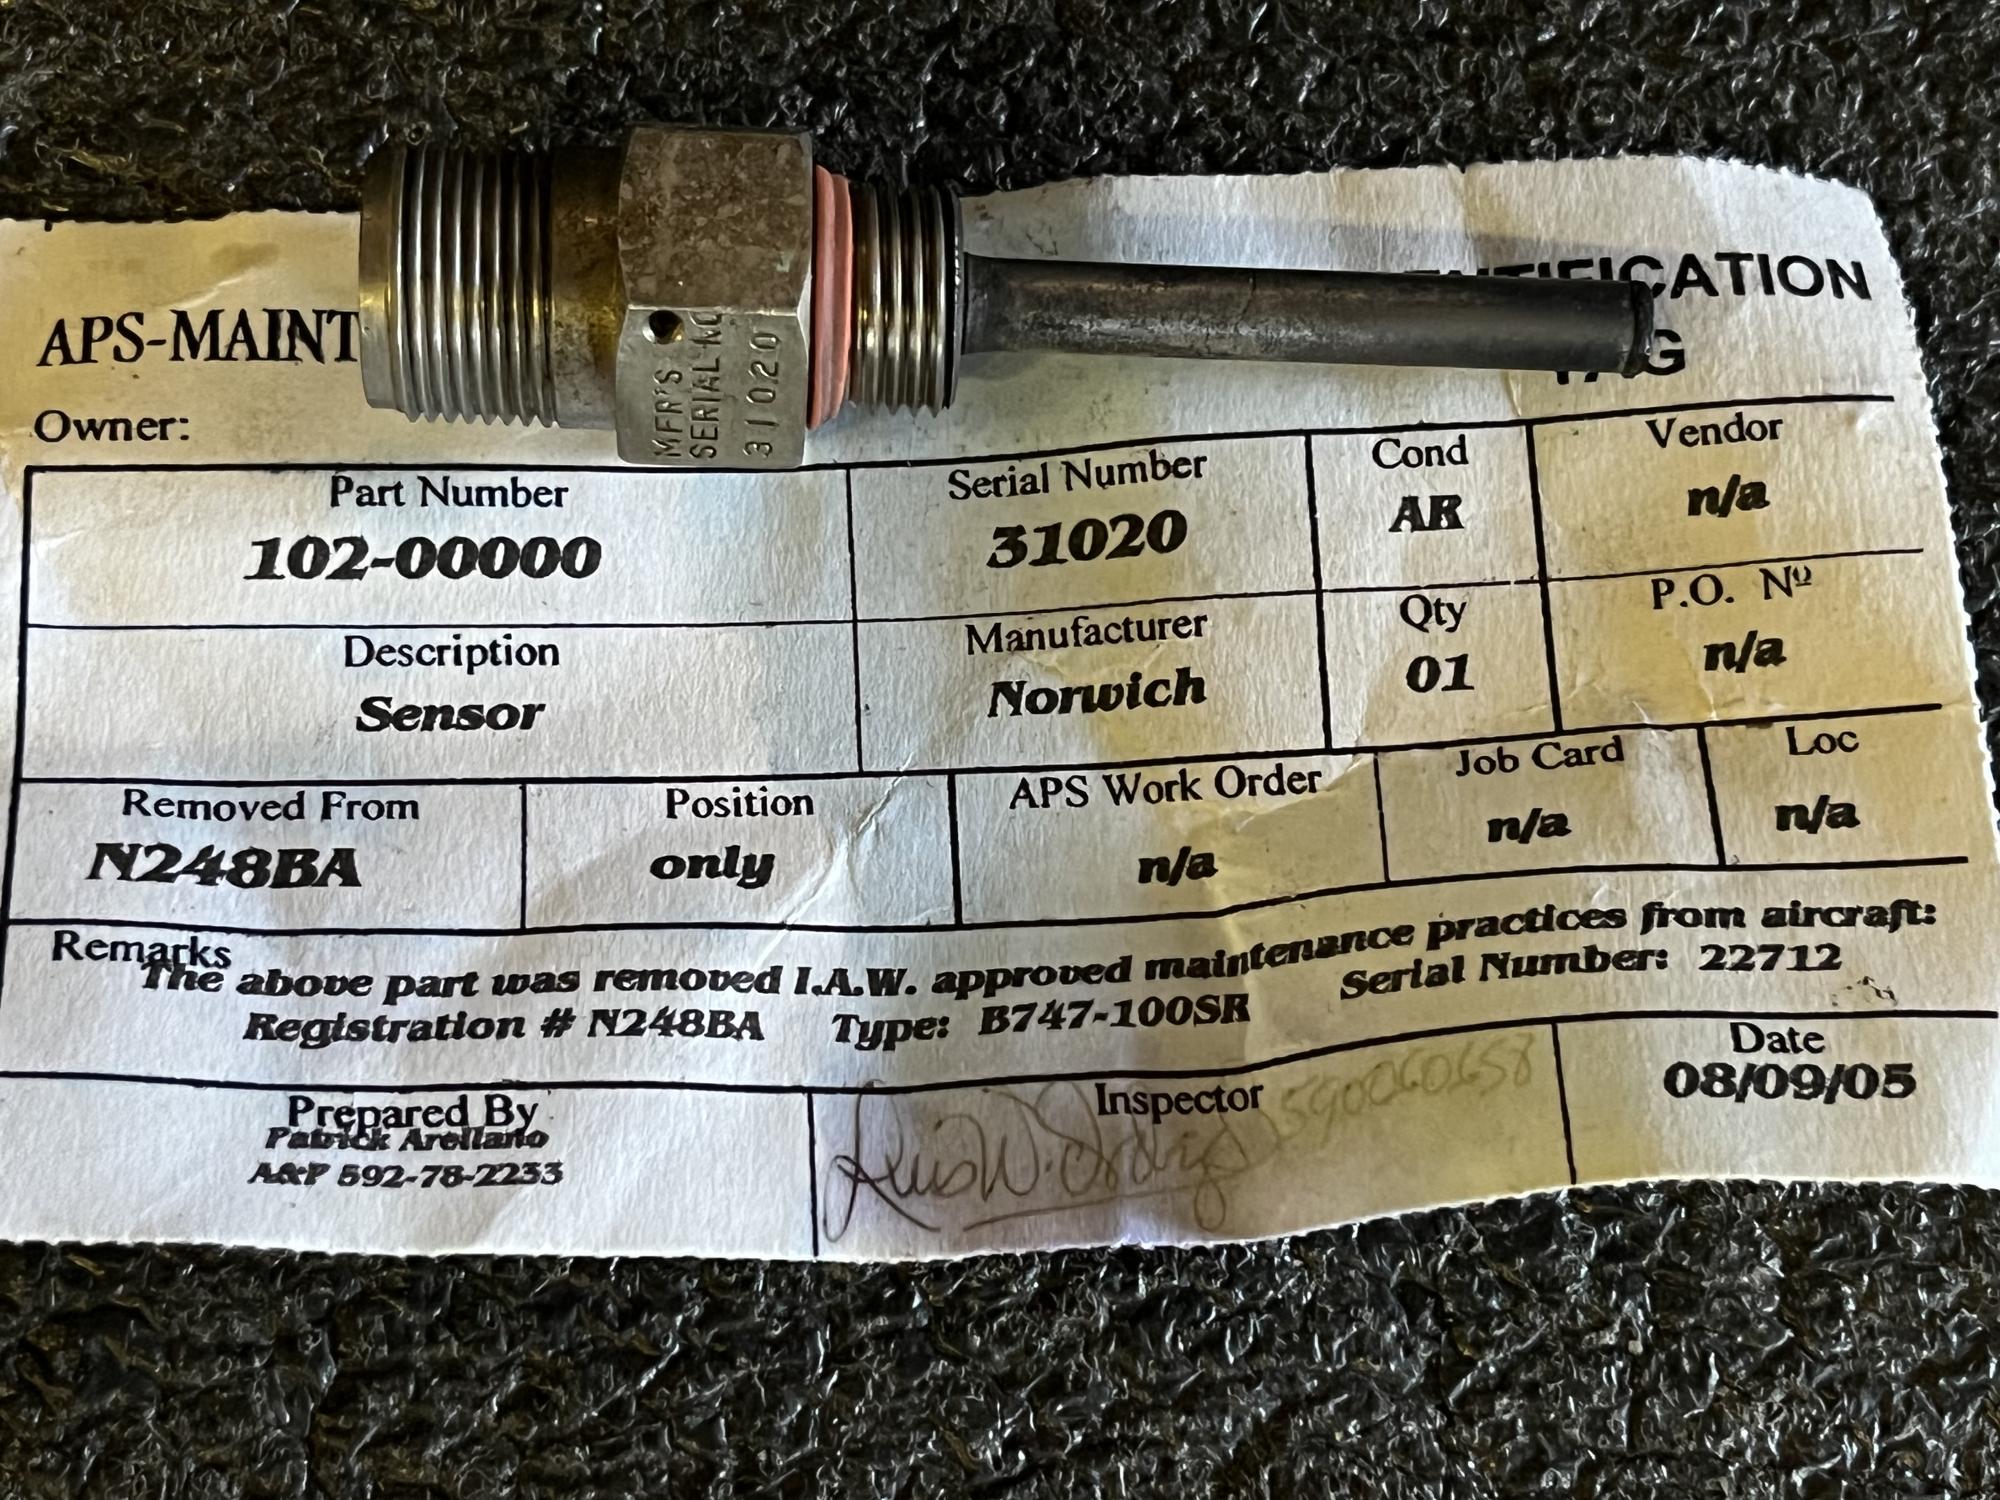 APS-MAINT
NTIFICATION
TAG
MFR'S
SERIAL NO
31020
Owner:
Part Number
102-00000
Serial Number
31020
Cond
AR
Vendor
n/a
Description
Sensor
Manufacturer
Norwich
Qty
01
P.O. Nº
n/a
Removed From
N248BA
Position
only
APS Work Order
n/a
Job Card
n/a
Loc
n/a
Remarks
The above part was removed I.A.W. approved maintenance practices from aircraft:
Registration # N248BA Type: B747-100SR Serial Number: 22712
Prepared By
Patrick Arellano
A&P 592-78-2233
Inspector
590060658
Date
08/09/05